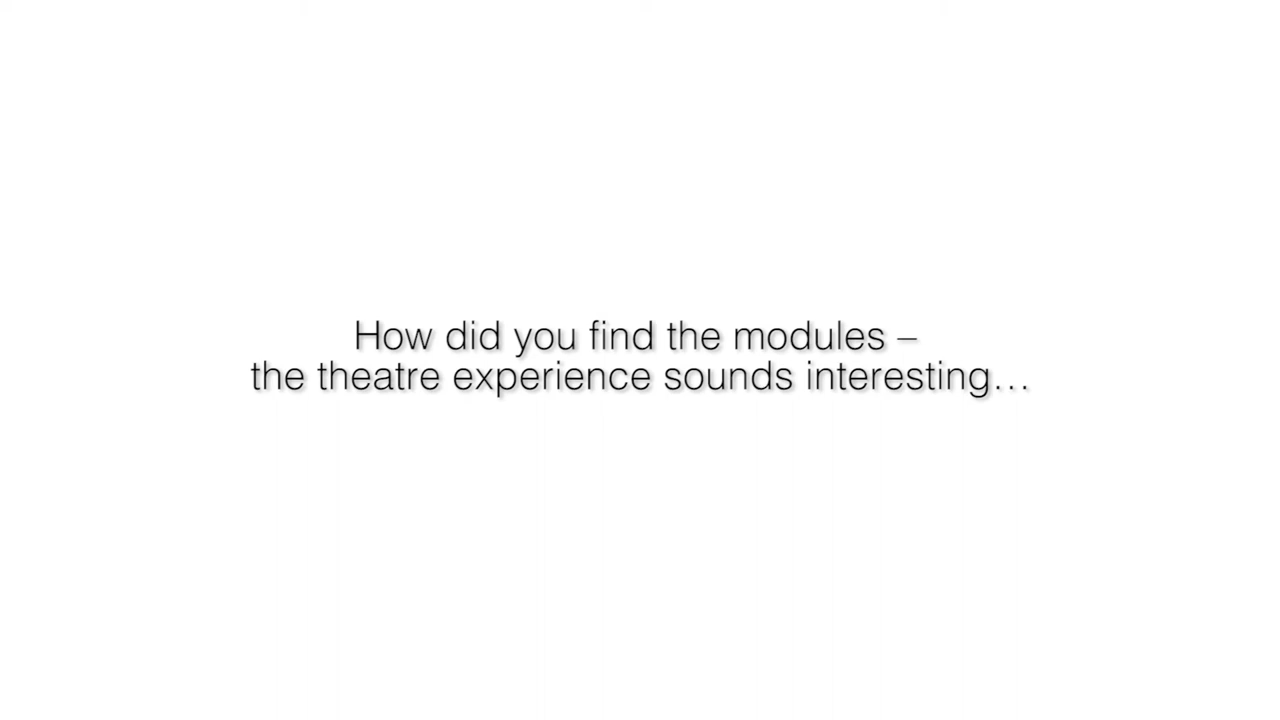 How did you find the modules –
the theatre experience sounds interesting…